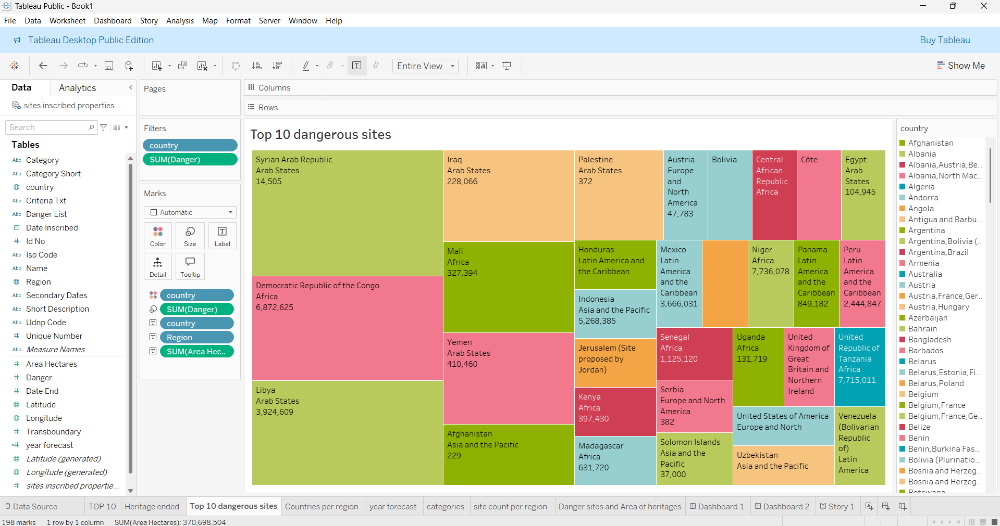 Tableau Public - Book1
File Data Worksheet Dashboard Story Analysis Map Format Server Window Help
Tableau Desktop Public Edition
Buy Tableau
Entire View
Show Me
Data
Analytics
sites inscribed properties ...
Search
Tables
Abc Category
Abc Category Short
country
Abc Criteria Txt
Abc Danger List
Date Inscribed
# Id No
Abc Iso Code
Abc Name
Region
Abc Secondary Dates
Abc Short Description
Abc Udnp Code
# Unique Number
Abc Measure Names
# Area Hectares
# Danger
# Date End
Latitude
Longitude
# Transboundary
=# year forecast
Latitude (generated)
Longitude (generated)
# sites inscribed propertie...
Pages
Filters
country
SUM(Danger)
Marks
Automatic
Color
Size
T
Label
Detail
Tooltip
country
SUM(Danger)
T country
T Region
T SUM(Area Hec..
Columns
Rows
Top 10 dangerous sites
Syrian Arab Republic
Arab States
14,505
Democratic Republic of the Congo
Africa
6,872,625
Libya
Arab States
3,924,609
Iraq
Arab States
228,066
Mali
Africa
327,394
Yemen
Arab States
410,460
Afghanistan
Asia and the Pacific
229
Palestine
Arab States
372
Austria
Europe
and
North
America
47,783
Bolivia
Central
African
Republic
Africa
Côte
Egypt
Arab
States
104,945
Honduras
Latin America and
the Caribbean
Indonesia
Asia and the Pacific
5,268,385
Jerusalem (Site
proposed by
Jordan)
Kenya
Africa
397,430
Madagascar
Africa
631,720
Mexico
Latin
America
and the
Caribbean
3,666,031
Niger
Africa
7,736,078
Panama
Latin
America
and the
Caribbean
849,182
Peru
Latin
America
and the
Caribbean
2,444,847
Senegal
Africa
1,125,120
Serbia
Europe and North
America
382
Solomon Islands
Asia and the
Pacific
37,000
Uganda
Africa
131,719
United
Kingdom of
Great
Britain and
Northern
Ireland
United
Republic of
Tanzania
Africa
7,715,011
United States of America
Europe and North
Uzbekistan
Asia and the Pacific
Venezuela
(Bolivarian
Republic
of)
Latin
America
country
Afghanistan
Albania
Albania,Austria,Be..
Albania,North Mac..
Algeria
Andorra
Angola
Antigua and Barbu..
Argentina
Argentina,Bolivia (..
Argentina,Brazil
Armenia
Australia
Austria
Austria,France,Ger..
Austria,Hungary
Azerbaijan
Bahrain
Bangladesh
Barbados
Belarus
Belarus,Estonia,Fi..
Belarus,Poland
Belgium
Belgium,France
Belgium,France,Ge..
Belize
Benin
Benin,Burkina Fas..
Bolivia (Plurinatio..
Bosnia and Herzeg..
Bosnia and Herzeg..
Botswana
Data Source
TOP 10
Heritage ended
Top 10 dangerous sites
Countries per region
year forecast
categories
site count per region
Danger sites and Area of heritages
Dashboard 1
Dashboard 2
Story 1
198 marks 1 row by 1 column SUM(Area Hectares): 370,698,504